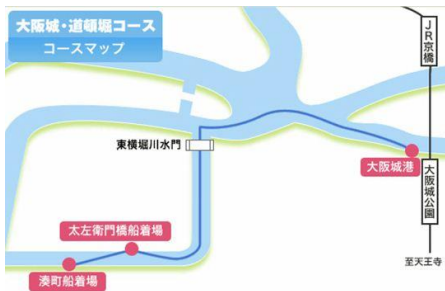 大阪城・道頓堀コース
コースマップ
JR京橋
東横堀川水門
大阪城港
大阪城公園
太左衛門橋船着場
湊町船着場
至天王寺